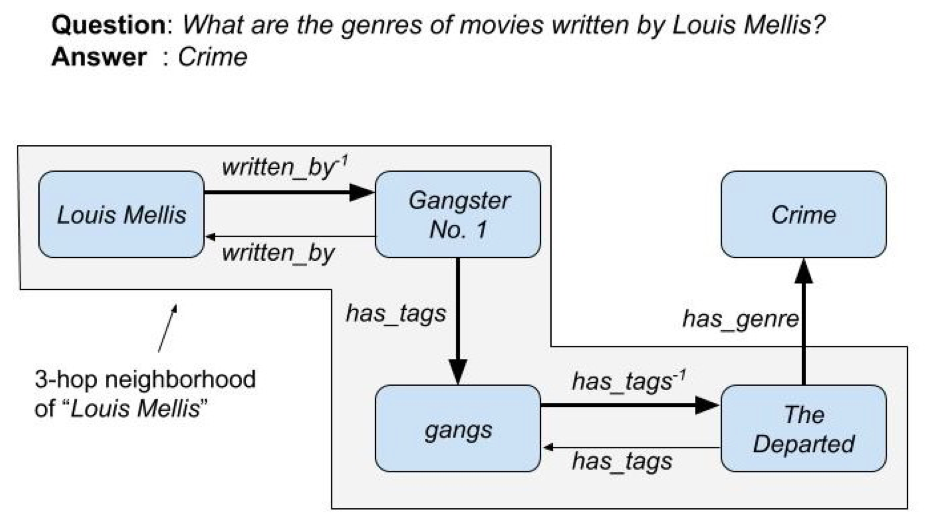 Question: What are the genres of movies written by Louis Mellis?
Answer : Crime
written_by⁻¹
Louis Mellis
Gangster
No. 1
Crime
written_by
has_tags
has_genre
3-hop neighborhood
of “Louis Mellis”
has_tags⁻¹
gangs
The
Departed
has_tags